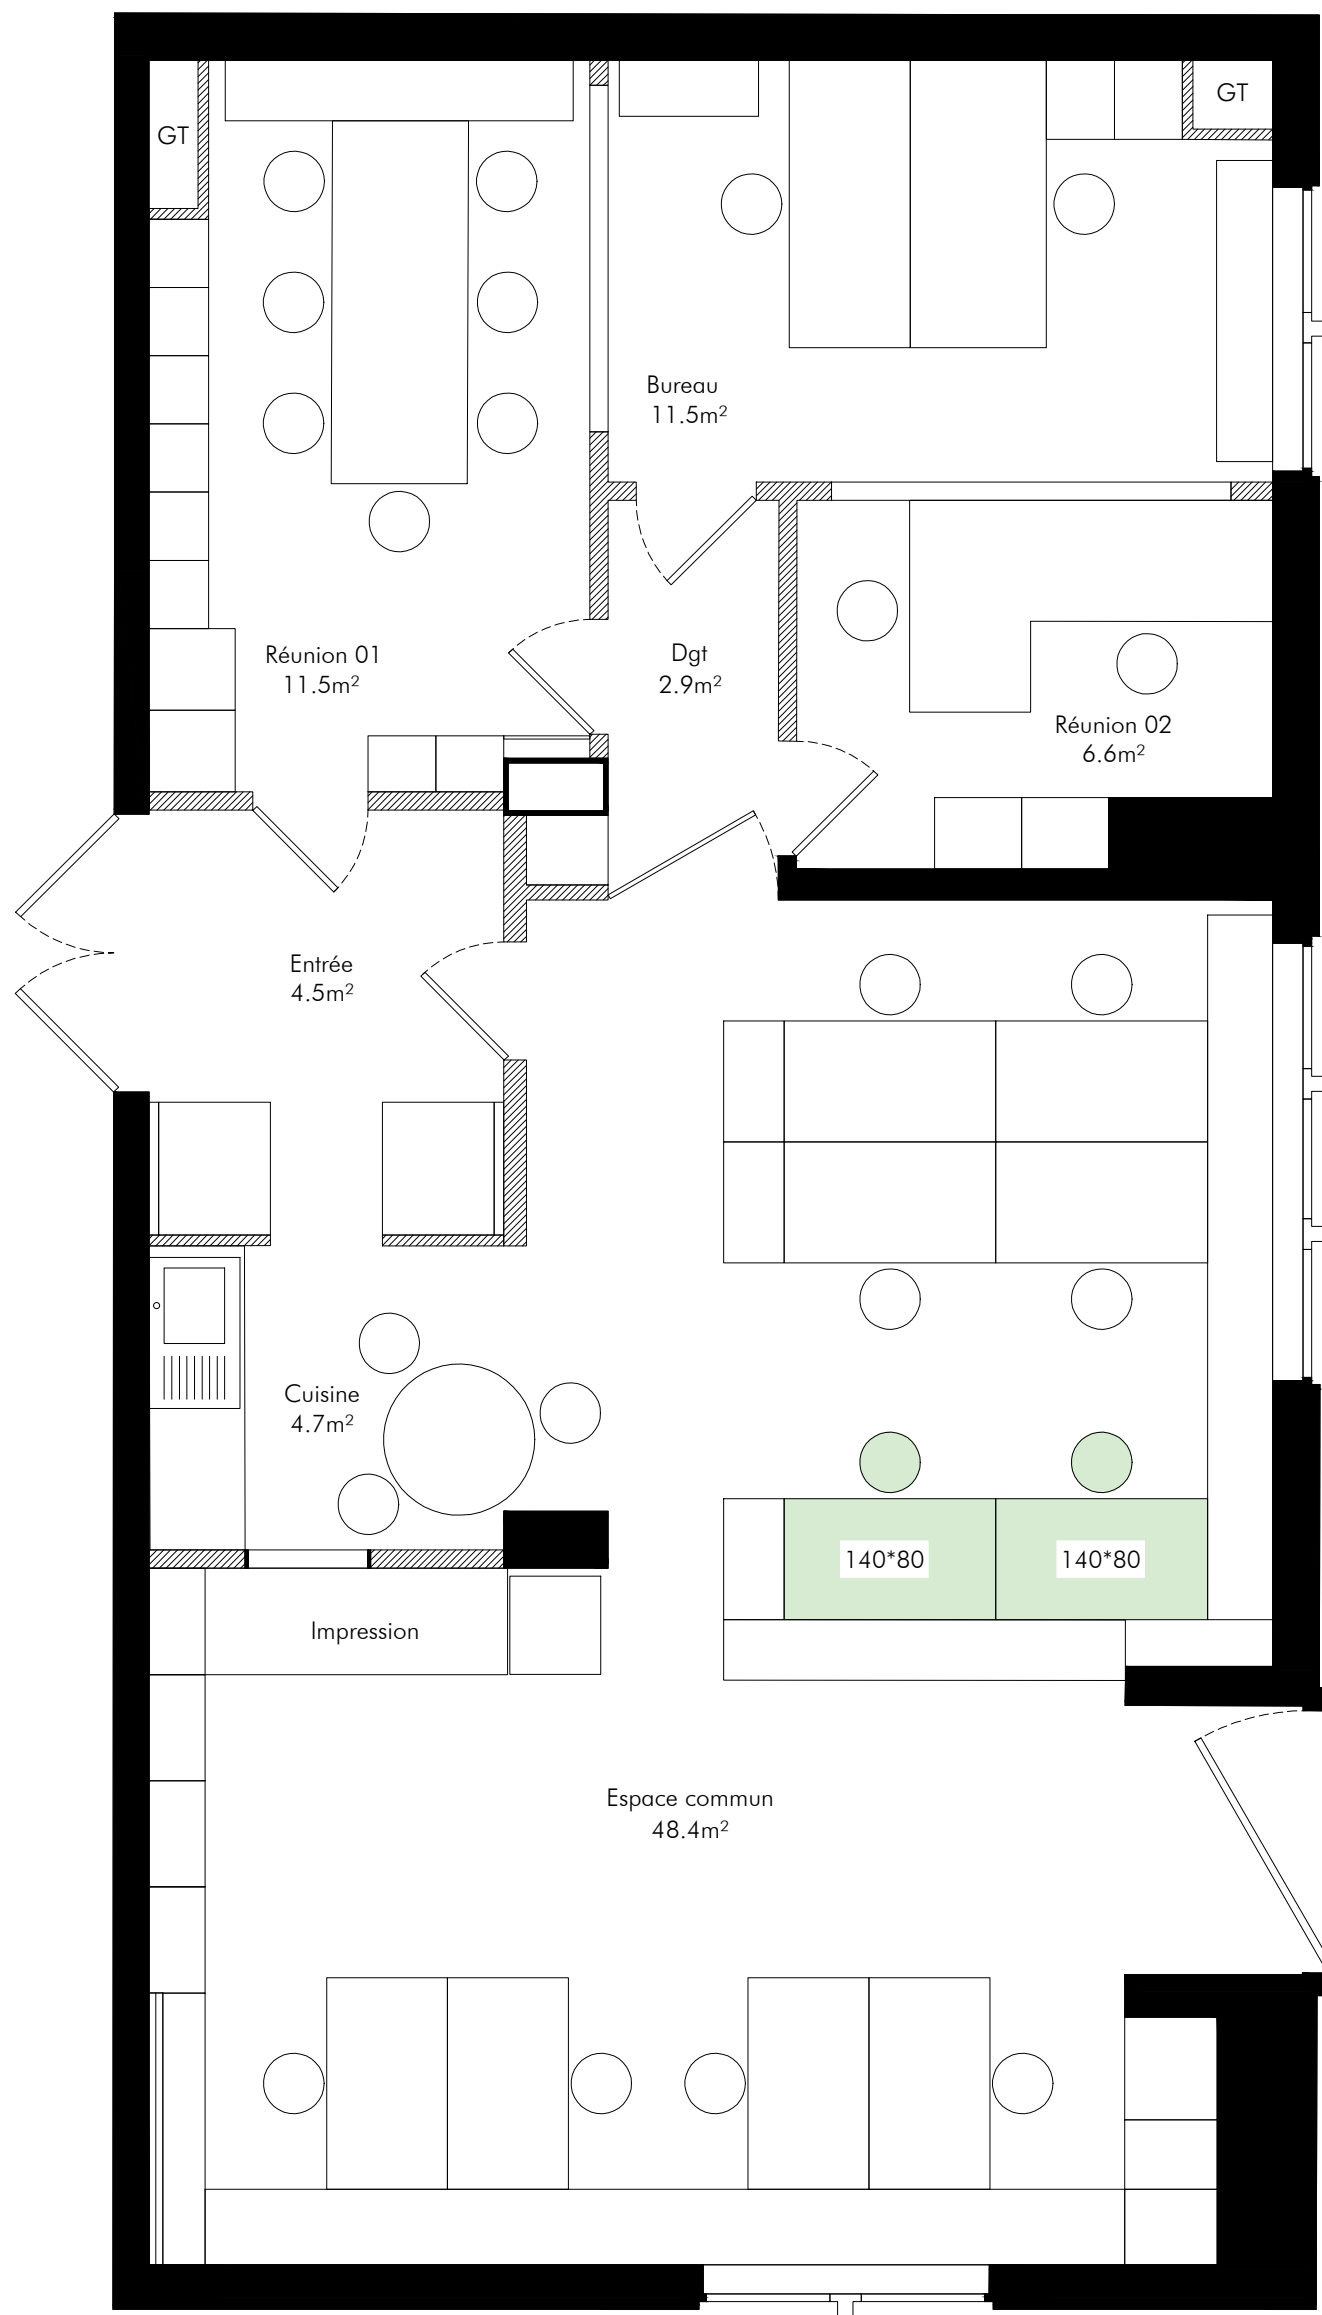 GT
GT
Bureau
11.5m²
Réunion 01
11.5m²
Dgt
2.9m²
Réunion 02
6.6m²
Entrée
4.5m²
Cuisine
4.7m²
140*80
140*80
Impression
Espace commun
48.4m²